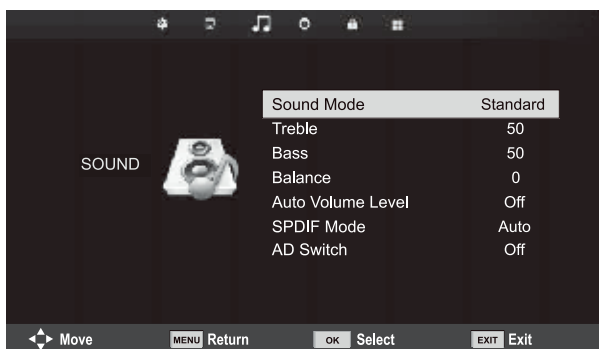 Sound Mode Standard
Treble 50
Bass 50
SOUND
Balance 0
Auto Volume Level Off
SPDIF Mode Auto
AD Switch Off
Move MENU Return OK Select EXIT Exit